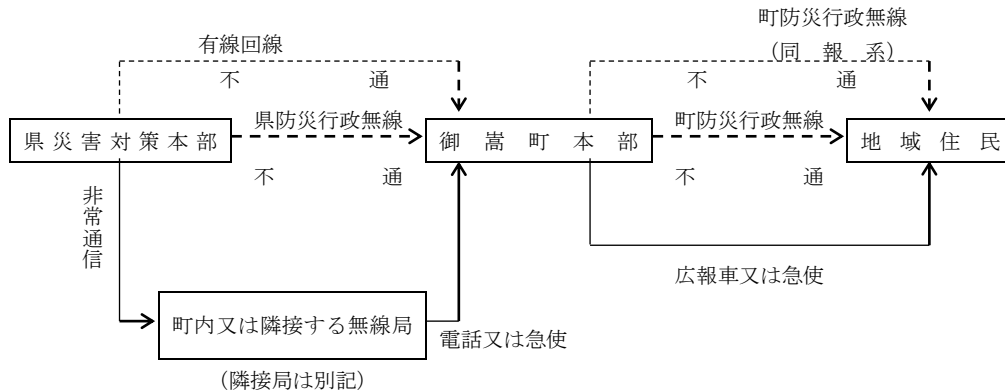 町防災行政無線
(同　報　系)
有線回線
不　　　　通
不　　　　通
県災害対策本部
県防災行政無線
御嵩町本部
町防災行政無線
地域住民
不　　　　通
不　　　　通
非常通信
広報車又は急使
町内又は隣接する無線局
電話又は急使
(隣接局は別記)